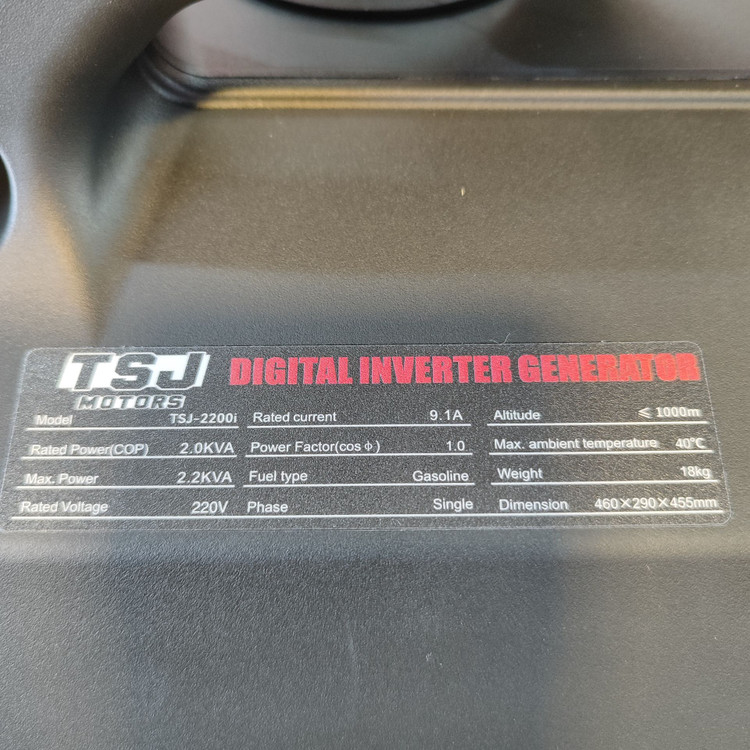 TSJ MOTORS DIGITAL INVERTER GENERATOR
Model TSJ-2200i Rated current 9.1A Altitude ≤ 1000m
Rated Power(COP) 2.0KVA Power Factor(cosφ) 1.0 Max. ambient temperature 40℃
Max. Power 2.2KVA Fuel type Gasoline Weight 18kg
Rated Voltage 220V Phase Single Dimension 460×290×455mm